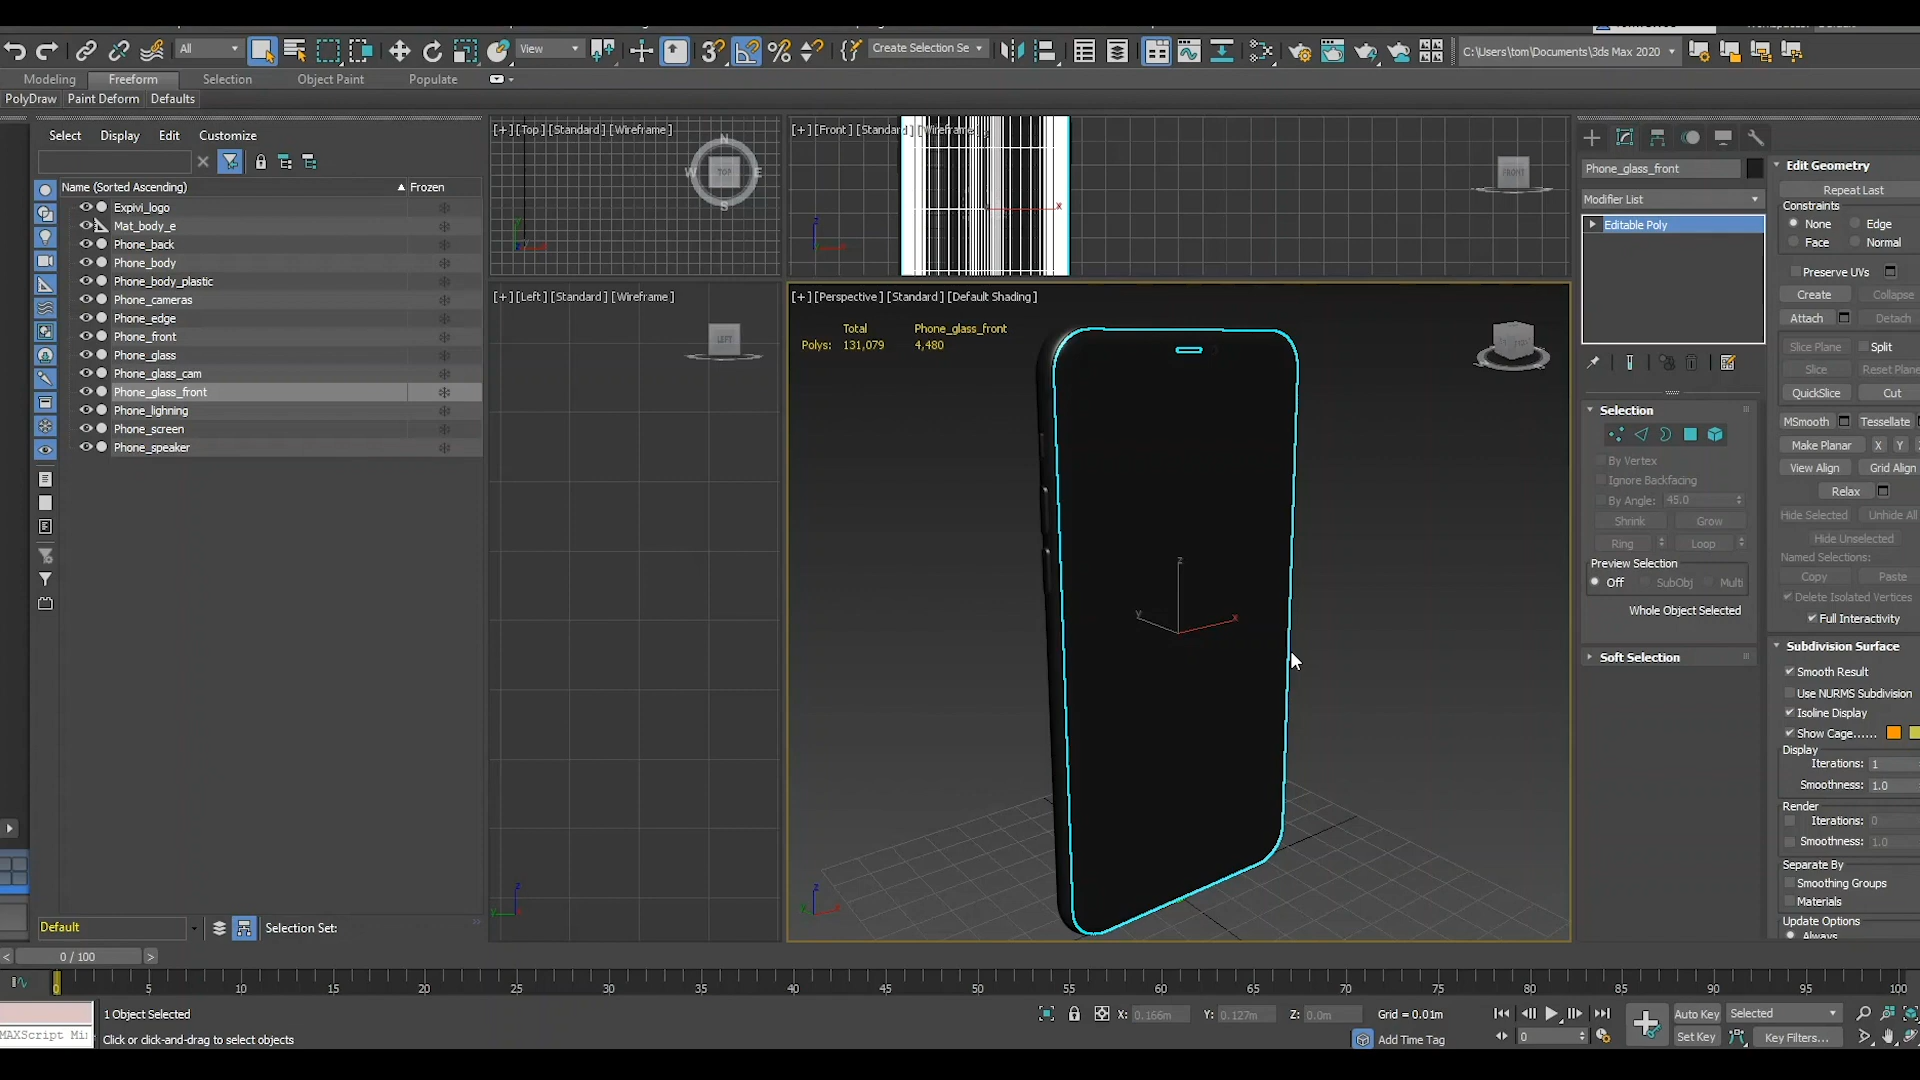 All
View
Create Selection Se
C:\Users\tom\Documents\3ds Max 2020
Modeling
Freeform
Selection
Object Paint
Populate
PolyDraw
Paint Deform
Defaults
Select
Display
Edit
Customize
Name (Sorted Ascending)
Frozen
Expivi_logo
Mat_body_e
Phone_back
Phone_body
Phone_body_plastic
Phone_cameras
Phone_edge
Phone_front
Phone_glass
Phone_glass_cam
Phone_glass_front
Phone_lighning
Phone_screen
Phone_speaker
Default
Selection Set:
[+] [Top] [Standard] [Wireframe]
N
W
TOP
E
S
[+] [Front] [Standard] [Wireframe]
FRONT
x
[+] [Left] [Standard] [Wireframe]
LEFT
[+] [Perspective] [Standard] [Default Shading]
Total
Phone_glass_front
Polys: 131,079
4,480
z
y
x
Phone_glass_front
Modifier List
Editable Poly
Selection
By Vertex
Ignore Backfacing
By Angle: 45.0
Shrink
Grow
Ring
Loop
Preview Selection
Off
SubObj
Multi
Whole Object Selected
Soft Selection
Edit Geometry
Repeat Last
Constraints
None
Edge
Face
Normal
Preserve UVs
Create
Collapse
Attach
Detach
Slice Plane
Split
Slice
Reset Plane
QuickSlice
Cut
MSmooth
Tessellate
Make Planar
X
Y
View Align
Grid Align
Relax
Hide Selected
Unhide All
Hide Unselected
Named Selections:
Copy
Paste
Delete Isolated Vertices
Full Interactivity
Subdivision Surface
Smooth Result
Use NURMS Subdivision
Isoline Display
Show Cage......
Display
Iterations: 1
Smoothness: 1.0
Render
Iterations: 0
Smoothness: 1.0
Separate By
Smoothing Groups
Materials
Update Options
Always
< 0 / 100 >
0 5 10 15 20 25 30 35 40 45 50 55 60 65 70 75 80 85 90 95 100
1 Object Selected
MAXScript Mi
Click or click-and-drag to select objects
X: 0.166m
Y: 0.127m
Z: 0.0m
Grid = 0.01m
Add Time Tag
0
Auto Key
Selected
Set Key
Key Filters...